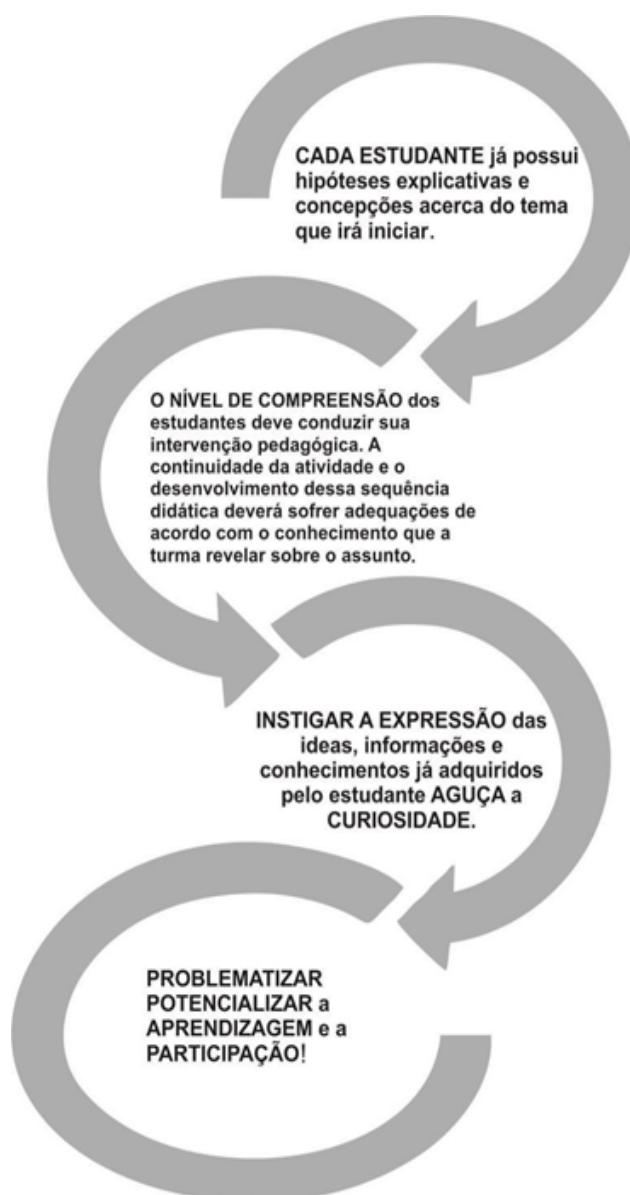 CADA ESTUDANTE já possui
hipóteses explicativas e
concepções acerca do tema
que irá iniciar.
O NÍVEL DE COMPREENSÃO dos
estudantes deve conduzir sua
intervenção pedagógica. A
continuidade da atividade e o
desenvolvimento dessa sequência
didática deverá sofrer adequações de
acordo com o conhecimento que a
turma revelar sobre o assunto.
INSTIGAR A EXPRESSÃO das
ideias, informações e
conhecimentos já adquiridos
pelo estudante AGUÇA a
CURIOSIDADE.
PROBLEMATIZAR
POTENCIALIZAR a
APRENDIZAGEM e a
PARTICIPAÇÃO!